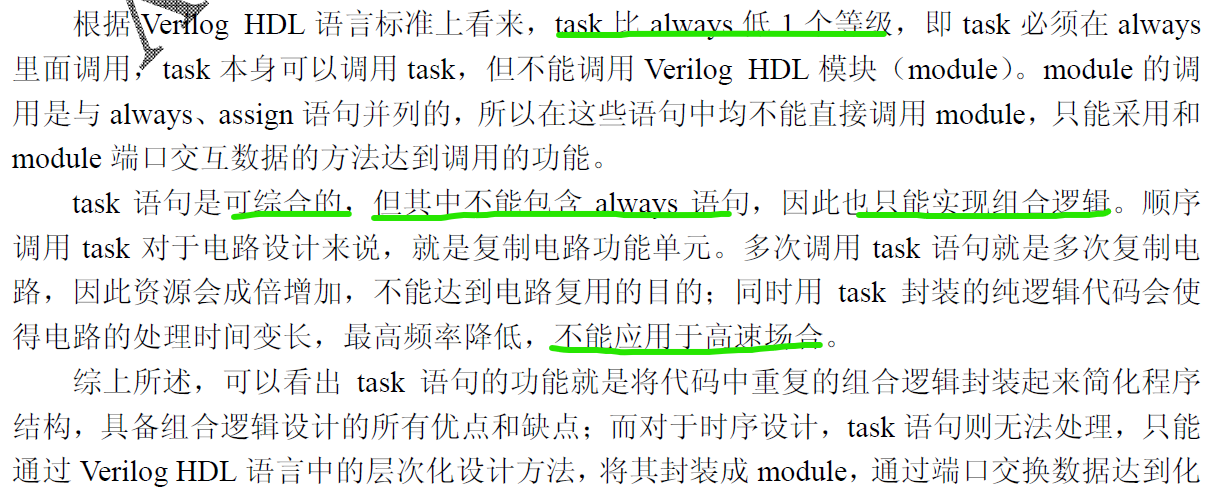 根据 Verilog HDL 语言标准上看来，task 比 always 低 1 个等级，即 task 必须在 always
里面调用，task 本身可以调用 task，但不能调用 Verilog HDL 模块（module）。module 的调
用是与 always、assign 语句并列的，所以在这些语句中均不能直接调用 module，只能采用和
module 端口交互数据的方法达到调用的功能。
task 语句是可综合的，但其中不能包含 always 语句，因此也只能实现组合逻辑。顺序
调用 task 对于电路设计来说，就是复制电路功能单元。多次调用 task 语句就是多次复制电
路，因此资源会成倍增加，不能达到电路复用的目的；同时用 task 封装的纯逻辑代码会使
得电路的处理时间变长，最高频率降低，不能应用于高速场合。
综上所述，可以看出 task 语句的功能就是将代码中重复的组合逻辑封装起来简化程序
结构，具备组合逻辑设计的所有优点和缺点；而对于时序设计，task 语句则无法处理，只能
通过 Verilog HDL 语言中的层次化设计方法，将其封装成 module，通过端口交换数据达到化